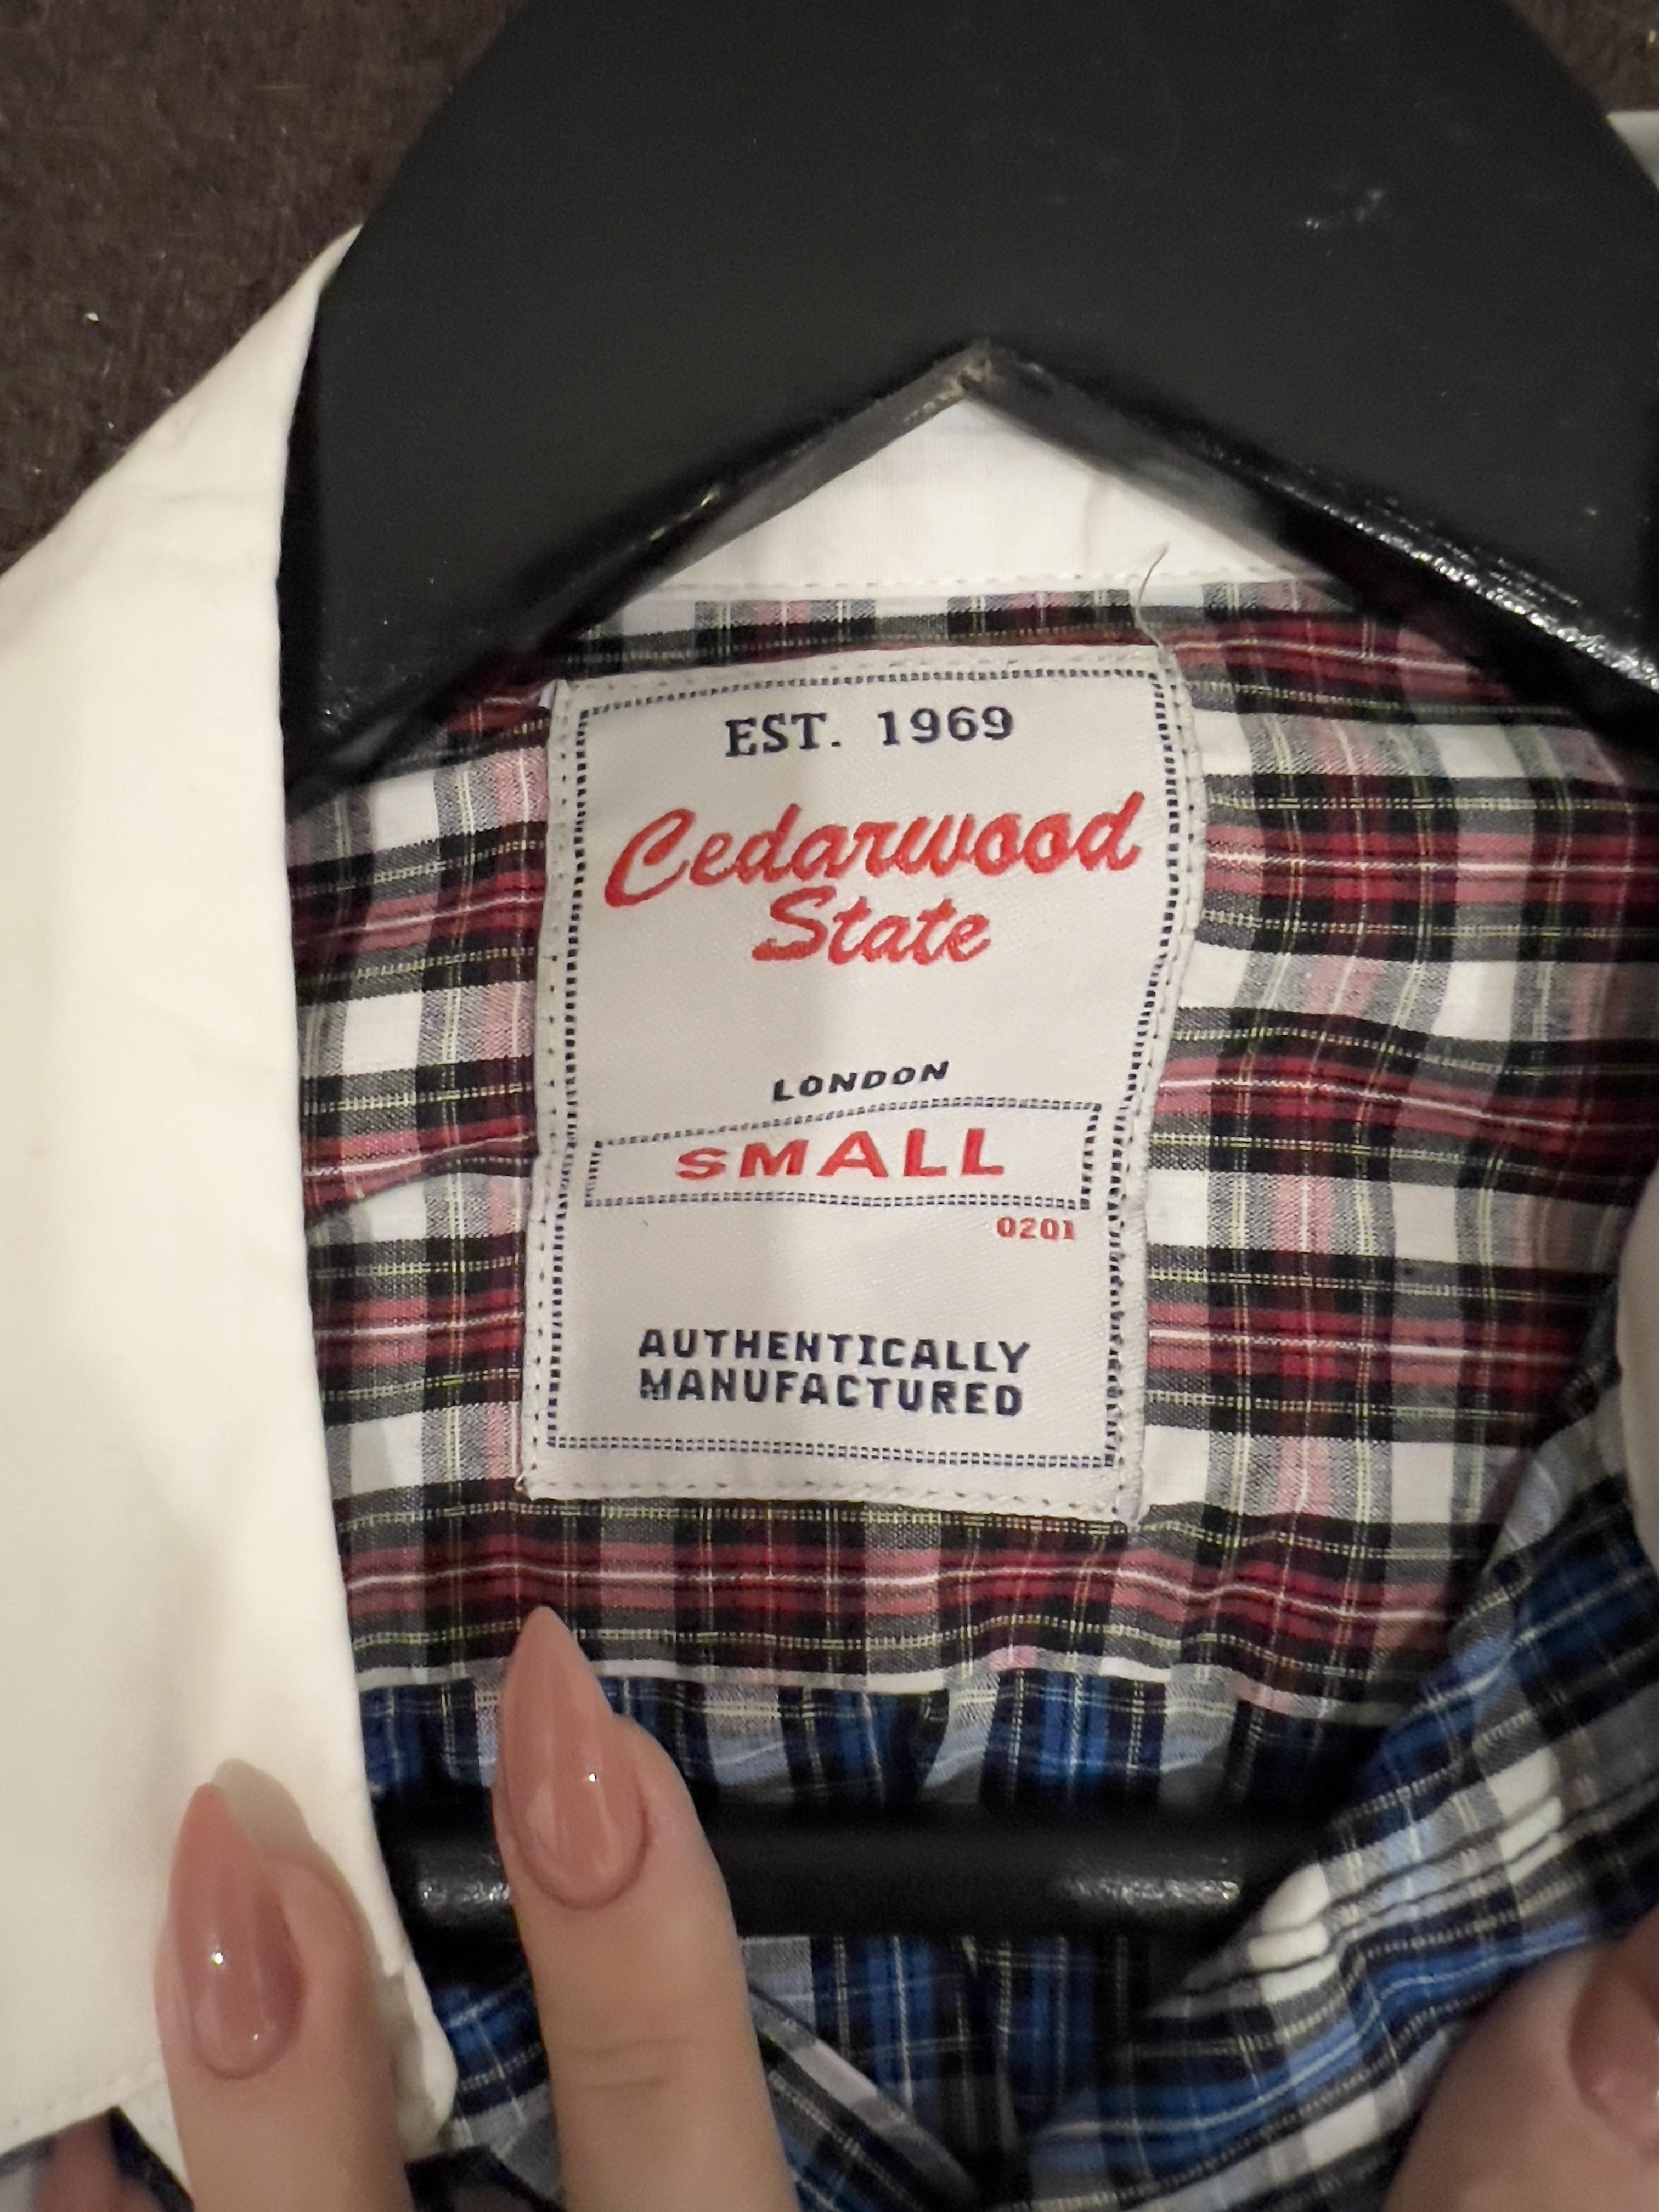 EST. 1969
Cedarwood
State
LONDON
SMALL
0201
AUTHENTICALLY
MANUFACTURED